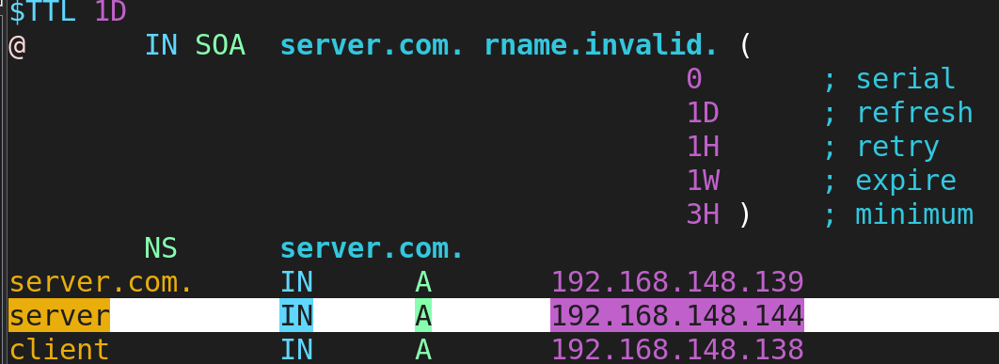 $TTL 1D
@ IN SOA server.com. rname.invalid. (
0 ; serial
1D ; refresh
1H ; retry
1W ; expire
3H ) ; minimum
NS server.com.
server.com. IN A 192.168.148.139
server IN A 192.168.148.144
client IN A 192.168.148.138